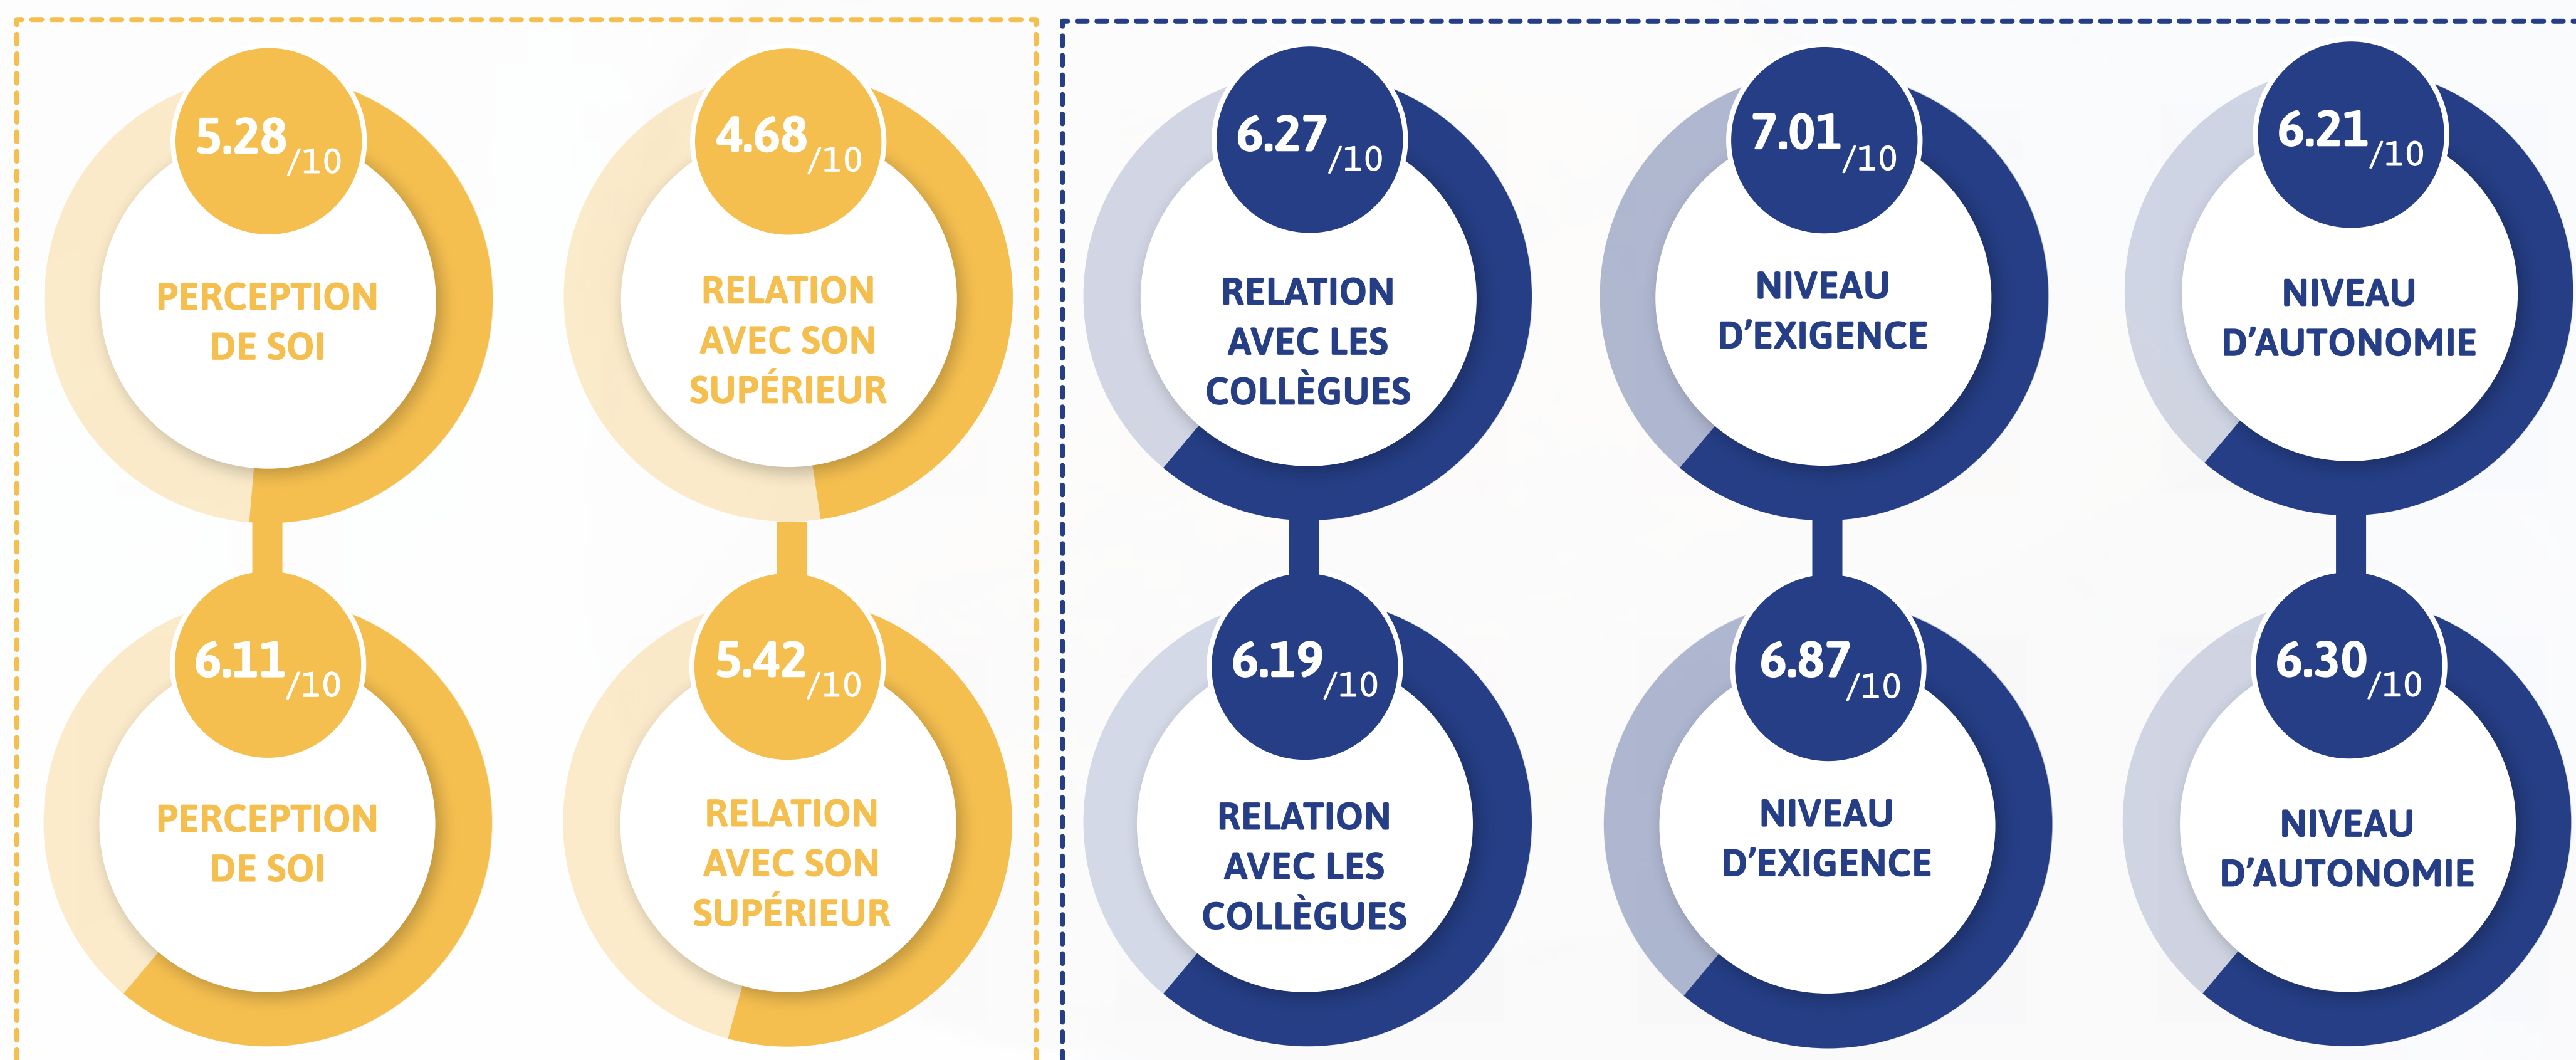 5.28/10
PERCEPTION
DE SOI
4.68/10
RELATION
AVEC SON
SUPÉRIEUR
6.27/10
RELATION
AVEC LES
COLLÈGUES
7.01/10
NIVEAU
D’EXIGENCE
6.21/10
NIVEAU
D’AUTONOMIE
6.11/10
PERCEPTION
DE SOI
5.42/10
RELATION
AVEC SON
SUPÉRIEUR
6.19/10
RELATION
AVEC LES
COLLÈGUES
6.87/10
NIVEAU
D’EXIGENCE
6.30/10
NIVEAU
D’AUTONOMIE